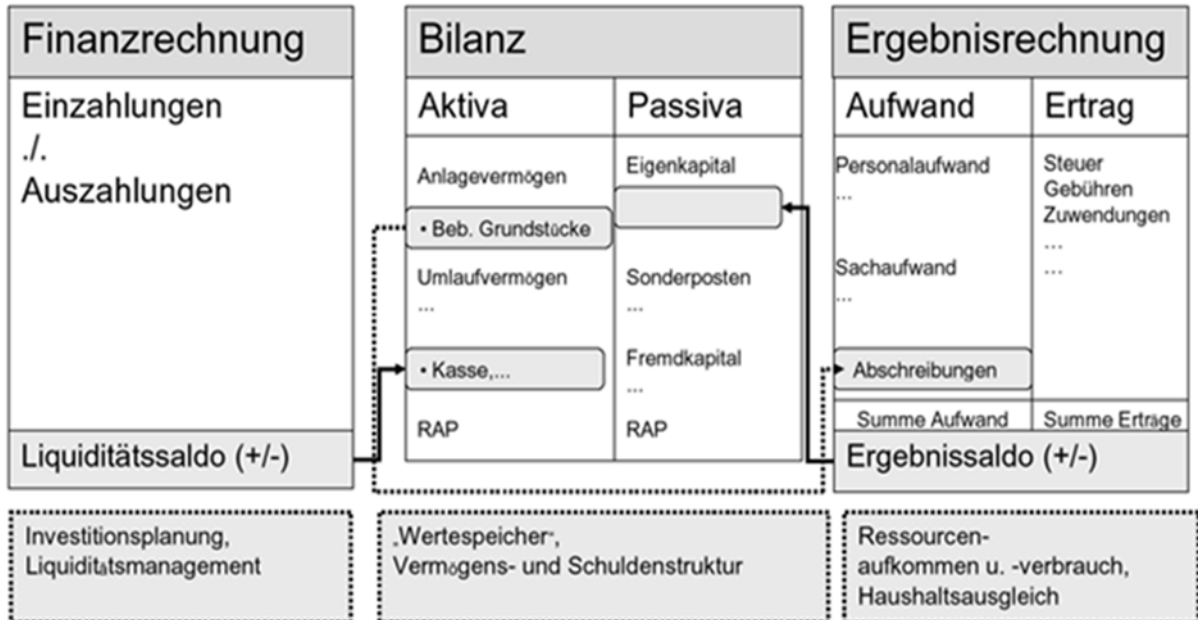 Finanzrechnung
Einzahlungen
./.
Auszahlungen
Liquiditätssaldo (+/-)
Bilanz
Aktiva
Anlagevermögen
• Beb. Grundstücke
Umlaufvermögen
...
• Kasse,...
RAP
Passiva
Eigenkapital
Sonderposten
...
Fremdkapital
...
RAP
Ergebnisrechnung
Aufwand
Personalaufwand
...
Sachaufwand
...
Abschreibungen
Summe Aufwand
Ertrag
Steuer
Gebühren
Zuwendungen
...
...
Summe Erträge
Ergebnissaldo (+/-)
Investitionsplanung,
Liquiditätsmanagement
„Wertespeicher“,
Vermögens- und Schuldenstruktur
Ressourcen-
aufkommen u. -verbrauch,
Haushaltsausgleich